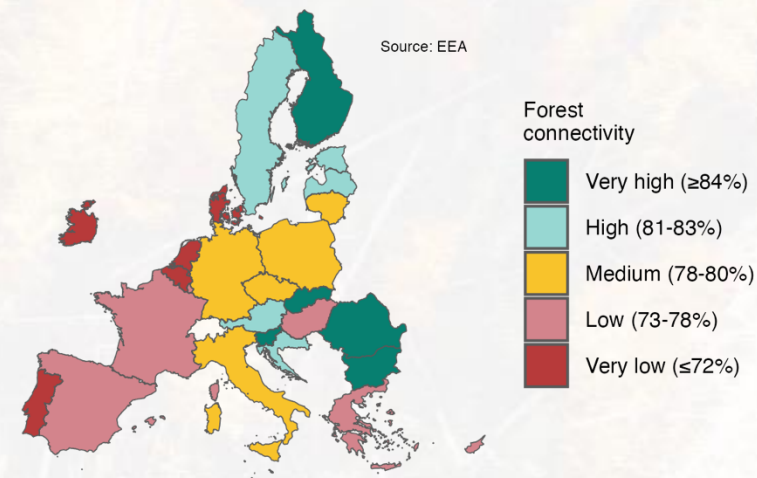 Source: EEA
Forest
connectivity
Very high (≥84%)
High (81-83%)
Medium (78-80%)
Low (73-78%)
Very low (≤72%)